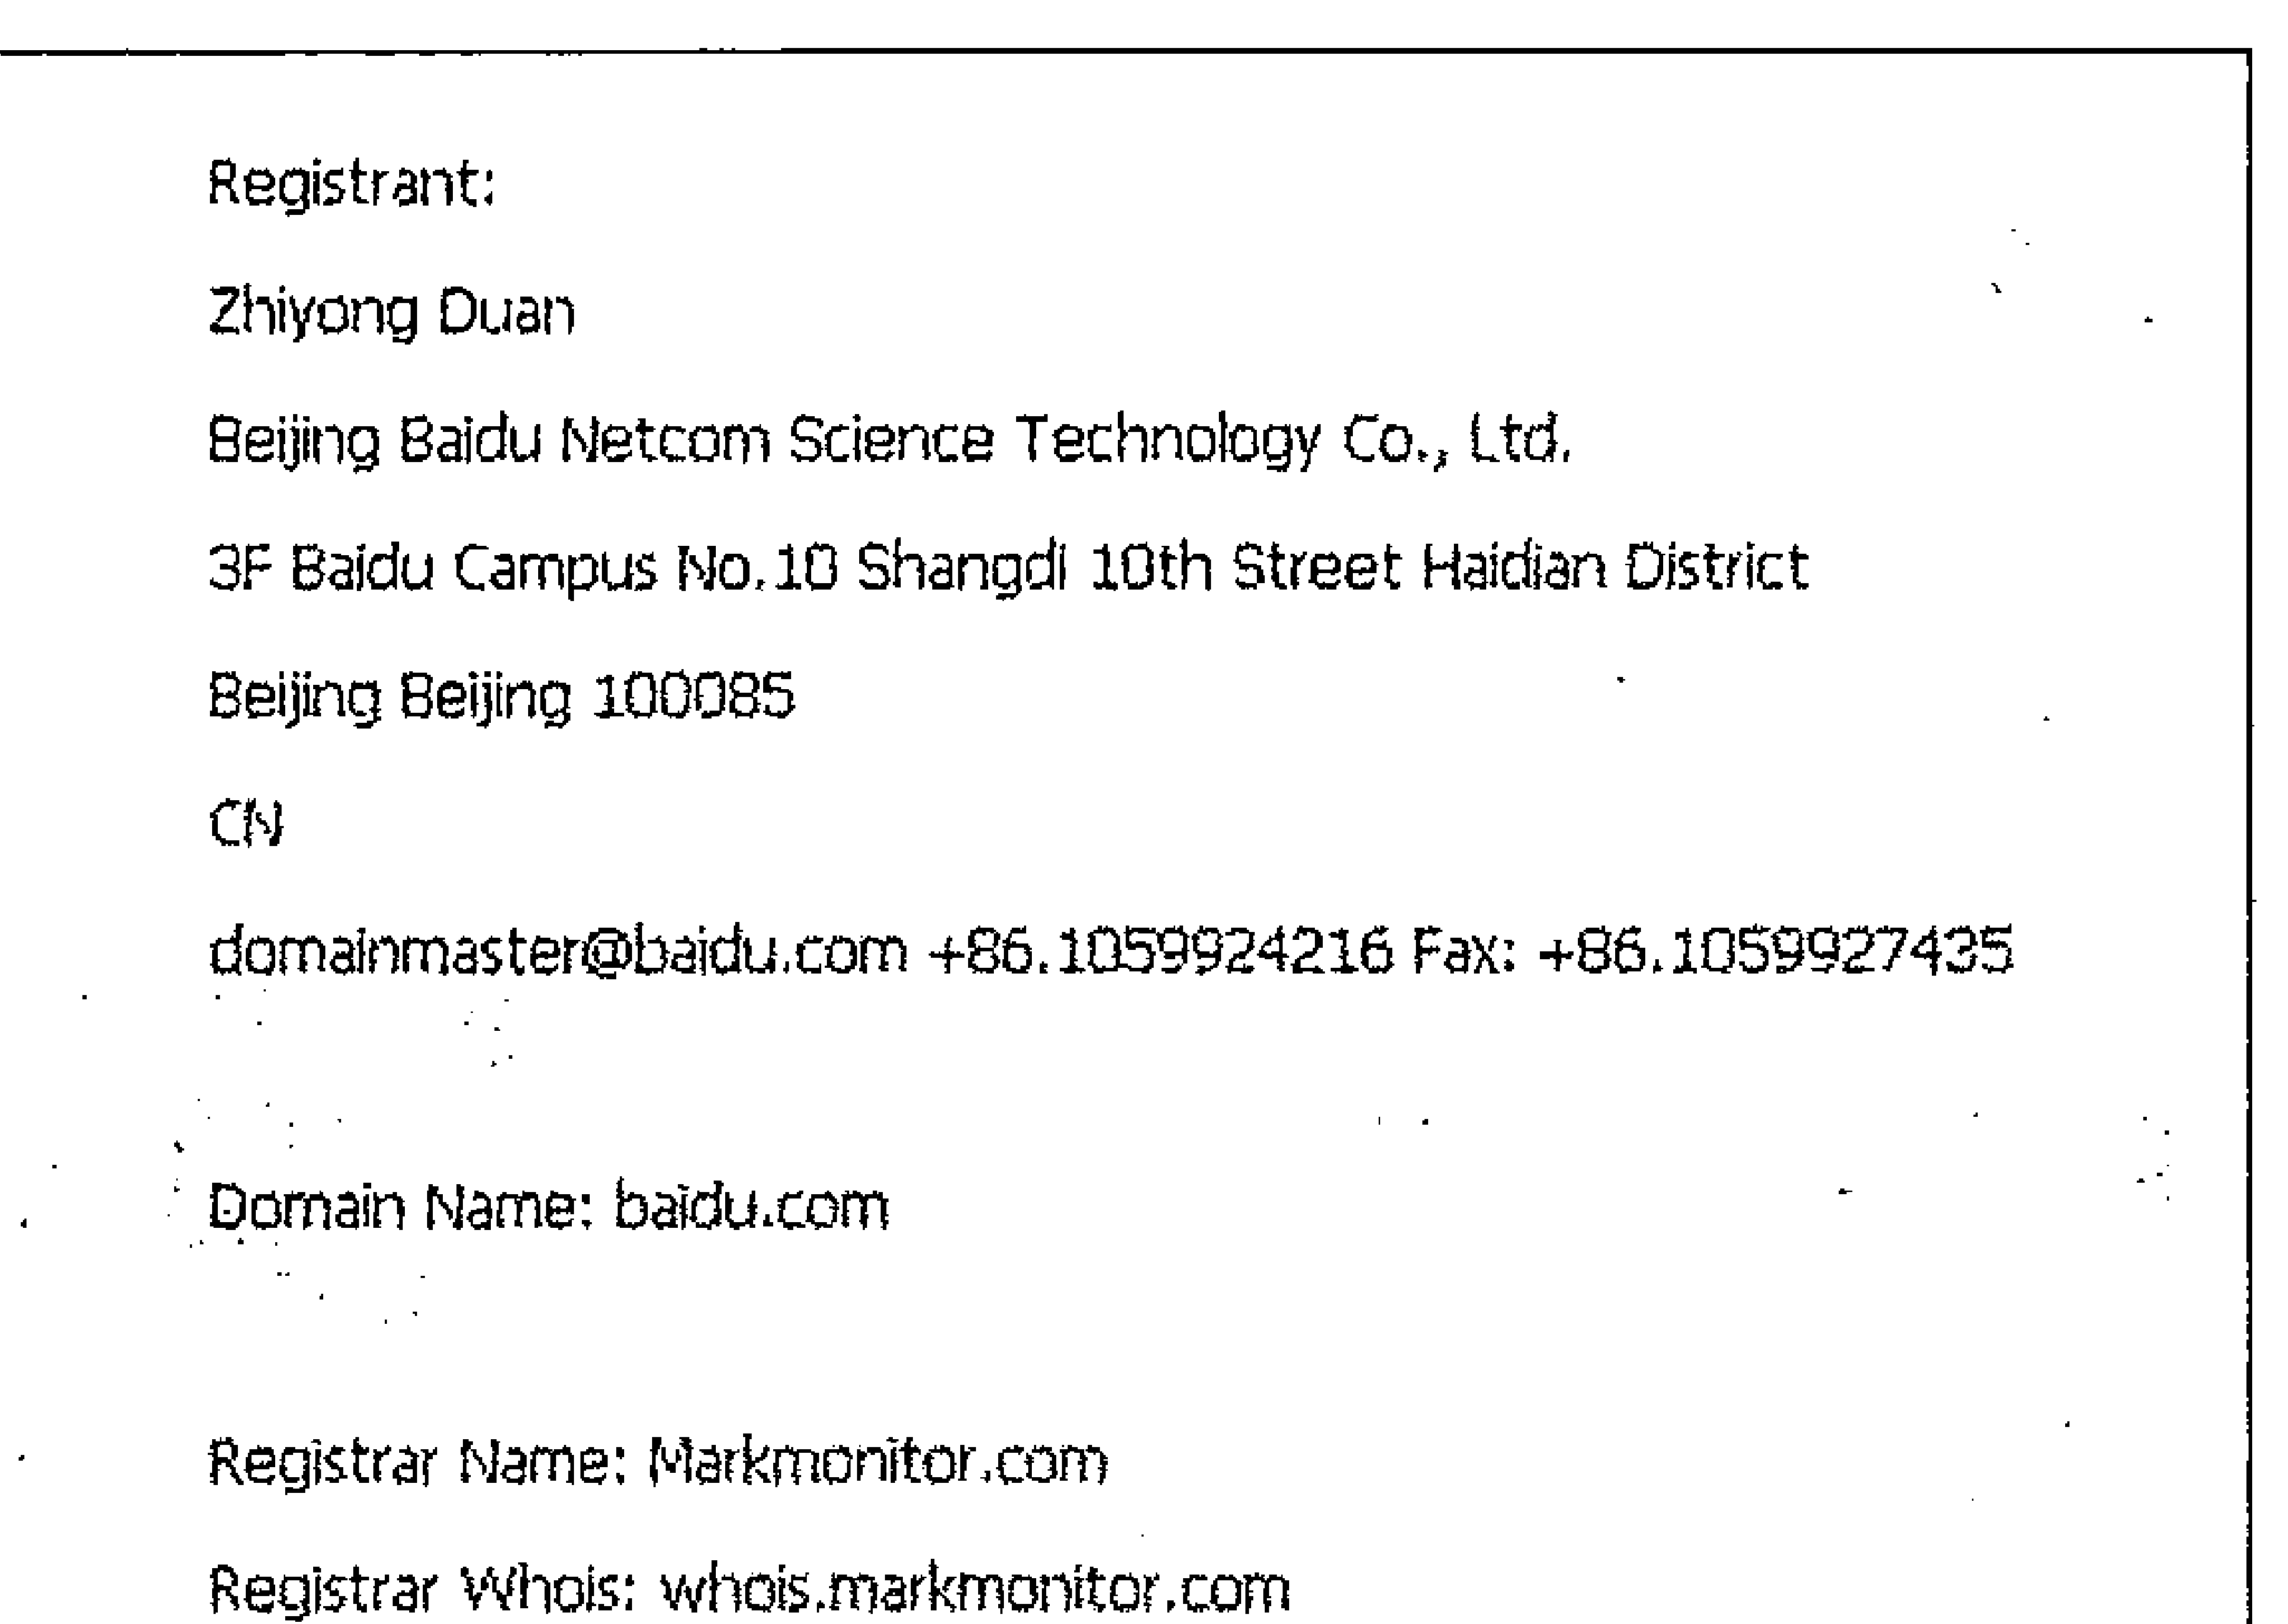 Registrant:
Zhiyong Duan
Beijing Baidu Netcom Science Technology Co., Ltd.
3F Baidu Campus No.10 Shangdi 10th Street Haidian District
Beijing Beijing 100085
CN
domainmaster@baidu.com +86.1059924216 Fax: +86.1059927435
Domain Name: baidu.com
Registrar Name: Markmonitor.com
Registrar Whois: whois.markmonitor.com